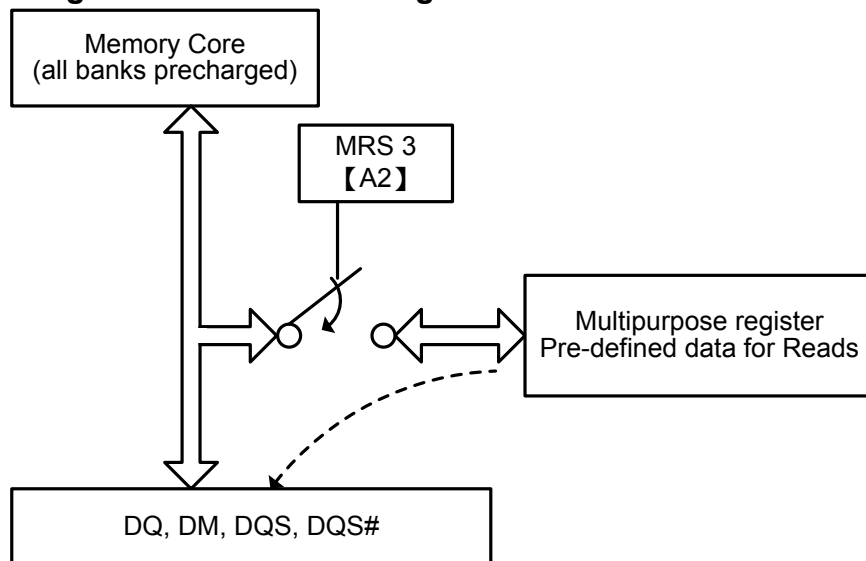 Memory Core
(all banks precharged)
MRS 3
【A2】
Multipurpose register
Pre-defined data for Reads
DQ, DM, DQS, DQS#